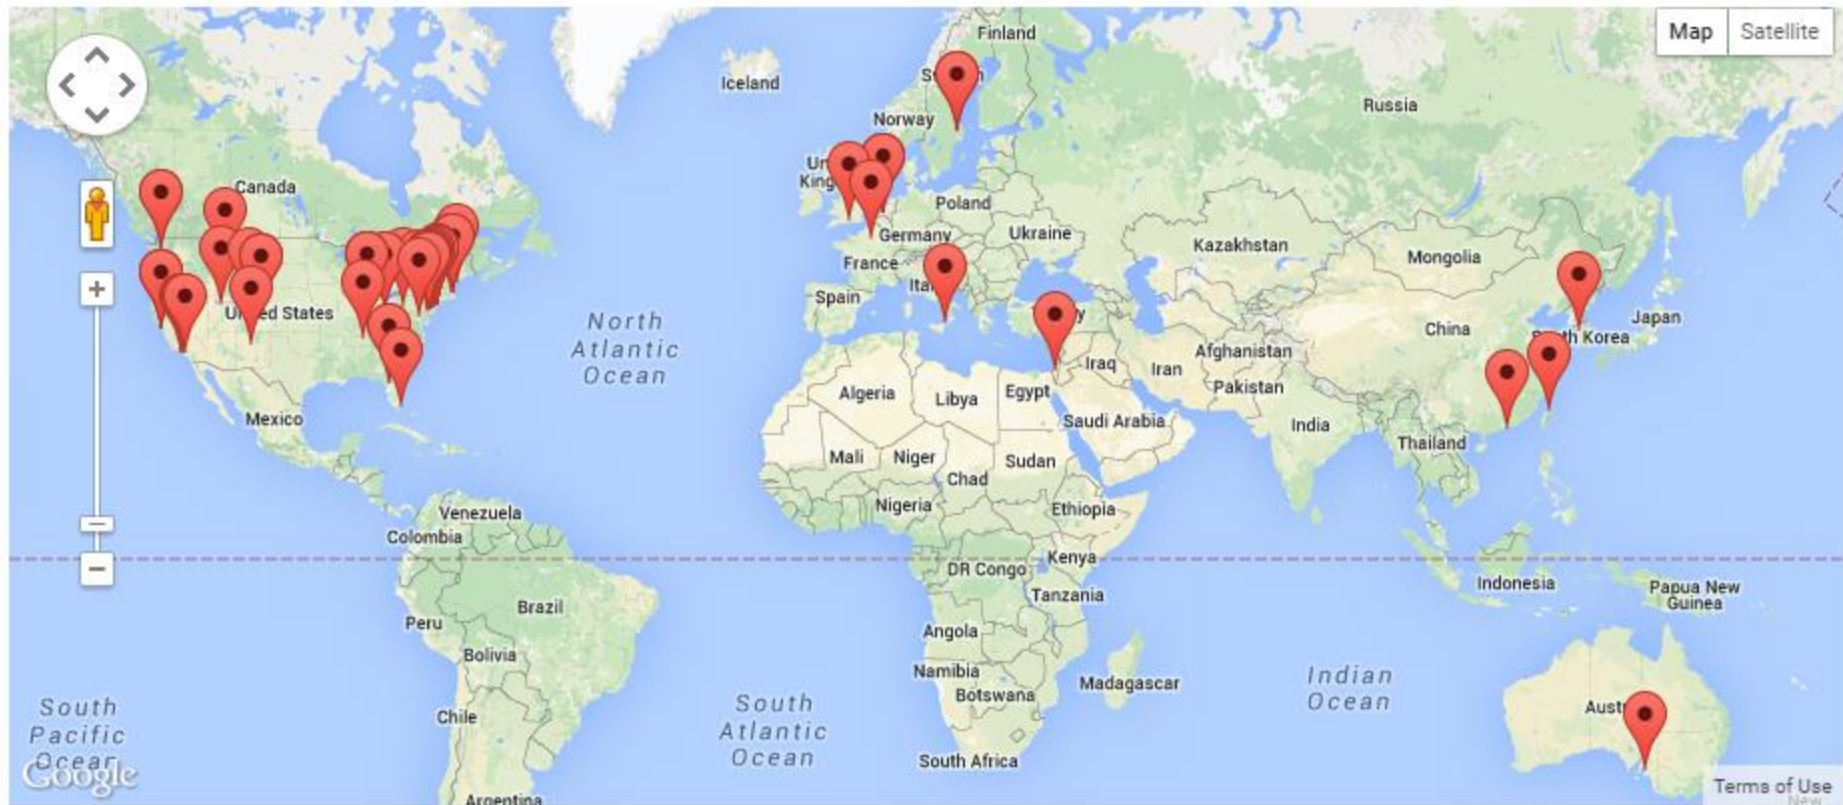 Finland
Map
Satellite
Iceland
Russia
Norway
Canada
Poland
Germany
Ukraine
Kazakhstan
Mongolia
France
Spain
United States
North
Atlantic
Ocean
China
Japan
South Korea
Iraq
Iran
Afghanistan
Pakistan
Algeria
Libya
Egypt
Saudi Arabia
India
Mexico
Thailand
Mali
Niger
Sudan
Chad
Nigeria
Ethiopia
Venezuela
Colombia
Kenya
DR Congo
Indonesia
Papua New
Guinea
Tanzania
Brazil
Peru
Angola
Bolivia
Namibia
Botswana
Madagascar
Indian
Ocean
South
Pacific
Ocean
South
Atlantic
Ocean
Chile
Aust
South Africa
Google
Argentina
Terms of Use